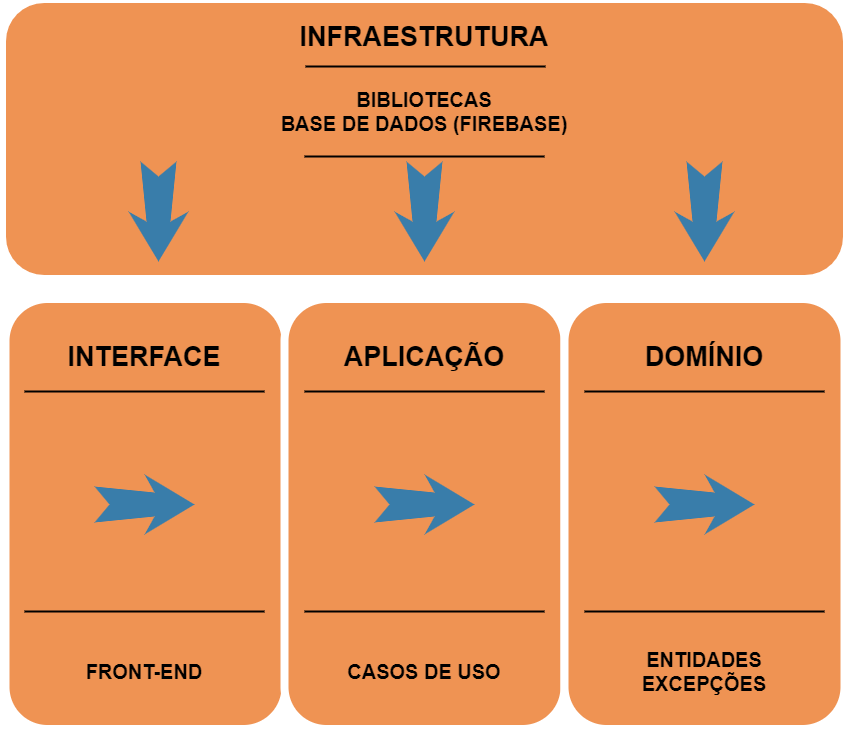 INFRAESTRUTURA
BIBLIOTECAS
BASE DE DADOS (FIREBASE)
INTERFACE
FRONT-END
APLICAÇÃO
CASOS DE USO
DOMÍNIO
ENTIDADES
EXCEPÇÕES